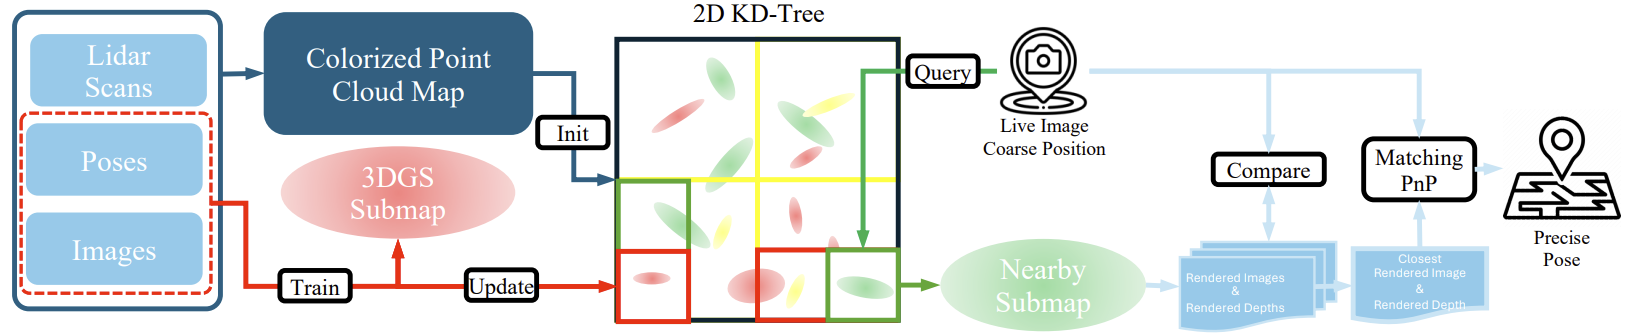 2D KD-Tree
Lidar
Scans
Poses
Images
Colorized Point
Cloud Map
Init
3DGS
Submap
Train
Update
Query
Live Image
Coarse Position
Nearby
Submap
Compare
Rendered Images
&
Rendered Depths
Closest
Rendered Image
&
Rendered Depth
Matching
PnP
Precise
Pose